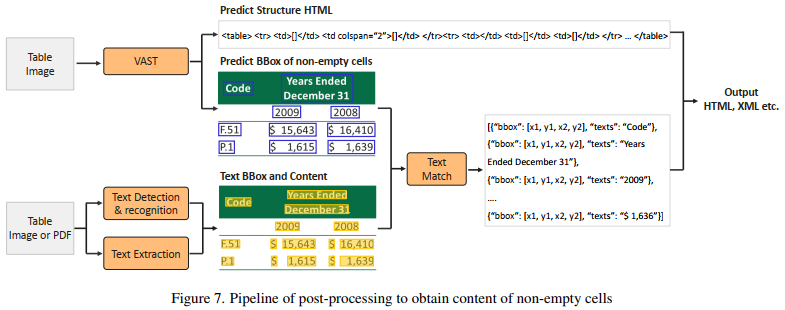 Predict Structure HTML
<table> <tr> <td>[]</td> <td colspan="2">[]</td> </tr><tr> <td></td> <td>[]</td> <td>[]</td> </tr> ... </table>
Table
Image
VAST
Predict BBox of non-empty cells
Code
Years Ended
December 31
2009 2008
F.51 $ 15,643 $ 16,410
P.1 $ 1,615 $ 1,639
Output
HTML, XML etc.
Text
Match
[{"bbox": [x1, y1, x2, y2], "texts": "Code"},
{"bbox": [x1, y1, x2, y2], "texts": "Years
Ended December 31"},
{"bbox": [x1, y1, x2, y2], "texts": "2009"},
....
{"bbox": [x1, y1, x2, y2], "texts": "$ 1,636"}]
Table
Image or PDF
Text Detection
& recognition
Text Extraction
Text BBox and Content
Code
Years Ended
December 31
2009 2008
F.51 $ 15,643 $ 16,410
P.1 $ 1,615 $ 1,639
Figure 7. Pipeline of post-processing to obtain content of non-empty cells